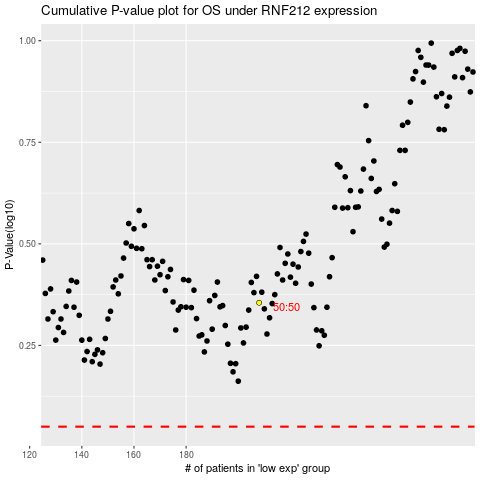 Cumulative P-value plot for OS under RNF212 expression
P-Value(log10)
1.00
0.75
0.50
0.25
50:50
120 140 160 180
# of patients in 'low exp' group